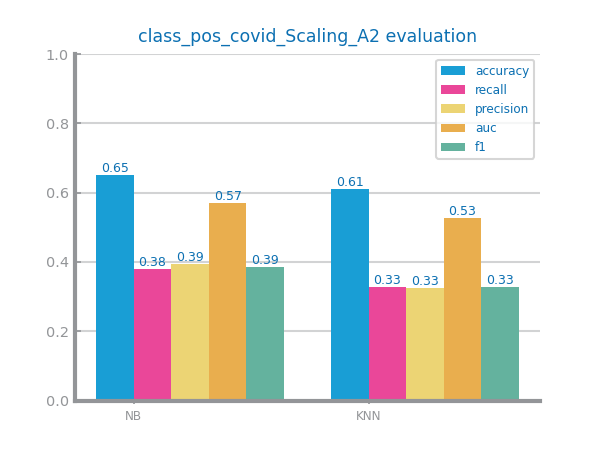 class_pos_covid_Scaling_A2 evaluation
1.0
0.8
0.6
0.4
0.2
0.0
accuracy
recall
precision
auc
f1
0.65
0.38
0.39
0.57
0.39
0.61
0.33
0.33
0.53
0.33
NB
KNN